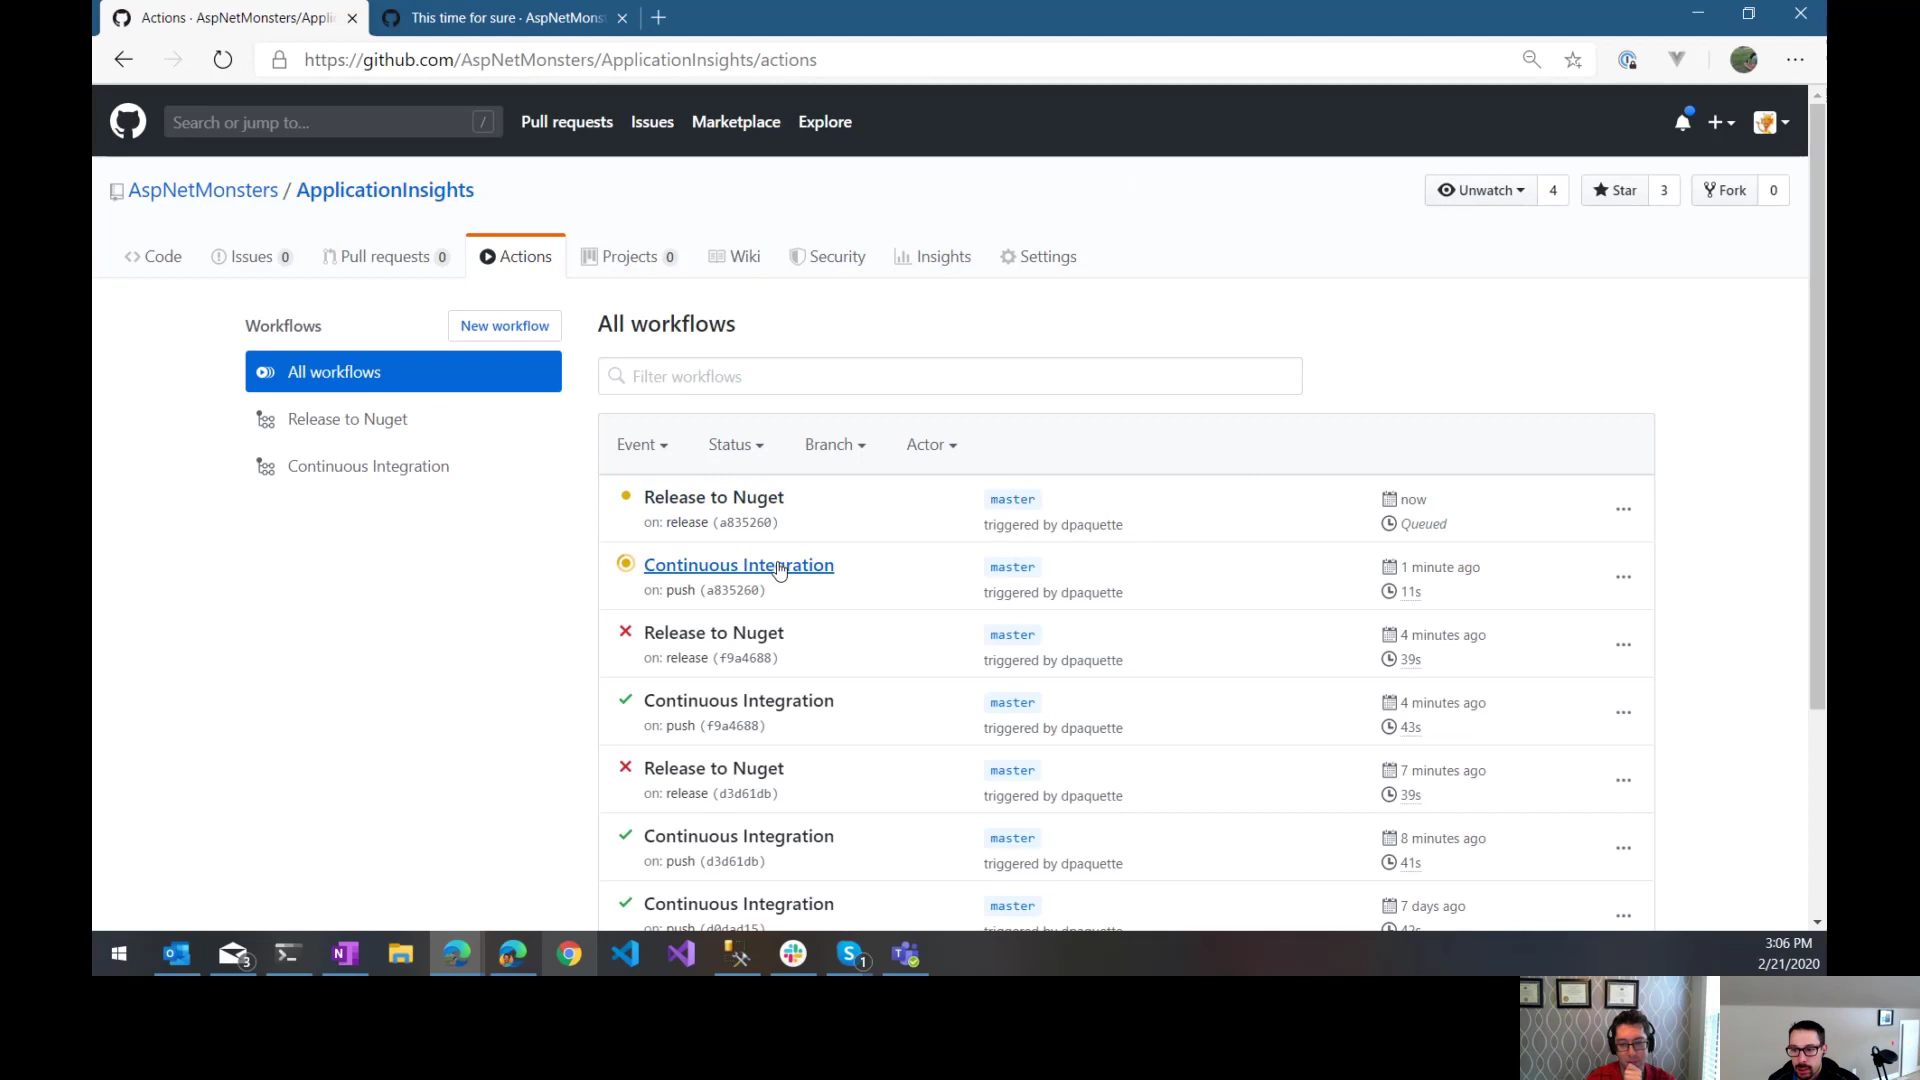 Actions · AspNetMonsters/Appli
This time for sure · AspNetMons
https://github.com/AspNetMonsters/ApplicationInsights/actions
Search or jump to... /
Pull requests Issues Marketplace Explore
AspNetMonsters / ApplicationInsights
Unwatch 4 Star 3 Fork 0
Code Issues 0 Pull requests 0 Actions Projects 0 Wiki Security Insights Settings
Workflows
New workflow
All workflows
Release to Nuget
Continuous Integration
All workflows
Filter workflows
Event Status Branch Actor
Release to Nuget master now
on: release (a835260) triggered by dpaquette Queued
Continuous Integration master 1 minute ago
on: push (a835260) triggered by dpaquette 11s
Release to Nuget master 4 minutes ago
on: release (f9a4688) triggered by dpaquette 39s
Continuous Integration master 4 minutes ago
on: push (f9a4688) triggered by dpaquette 43s
Release to Nuget master 7 minutes ago
on: release (d3d61db) triggered by dpaquette 39s
Continuous Integration master 8 minutes ago
on: push (d3d61db) triggered by dpaquette 41s
Continuous Integration master 7 days ago
on: push (d0dad15)
3 1
3:06 PM
2/21/2020